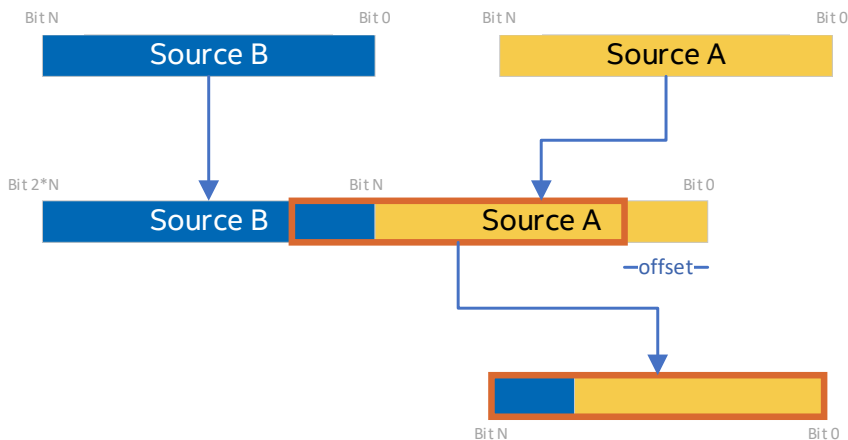 Bit N
Bit 0
Bit N
Bit 0
Source B
Source A
Bit 2*N
Bit N
Bit 0
Source B
Source A
offset
Bit N
Bit 0